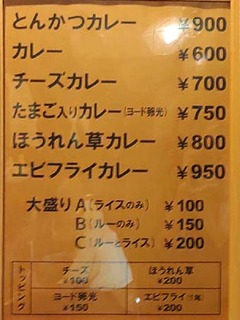 とんかつカレー ¥900
カレー ¥600
チーズカレー ¥700
たまご入りカレー(ヨード卵光) ¥750
ほうれん草カレー ¥800
エビフライカレー ¥950
大盛りA(ライスのみ) ¥100
B(ルーのみ) ¥150
C(ルーとライス) ¥200
トッピング
チーズ ほうれん草
¥100 ¥200
ヨード卵光 エビフライ(1尾)
¥150 ¥200